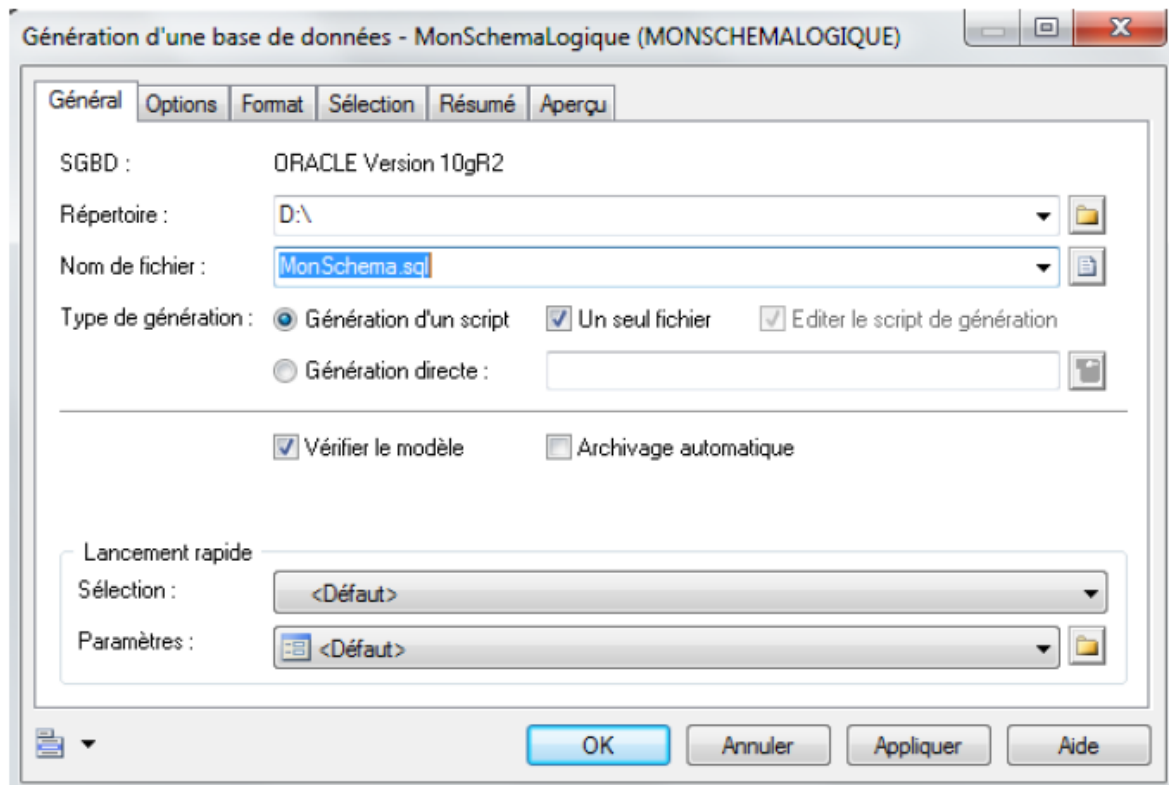 Génération d'une base de données - MonSchemaLogique (MONSCHEMALOGIQUE)
Général Options Format Sélection Résumé Aperçu
SGBD : ORACLE Version 10gR2
Répertoire : D:\
Nom de fichier : MonSchema.sql
Type de génération : Génération d'un script Un seul fichier Editer le script de génération
Génération directe :
Vérifier le modèle Archivage automatique
Lancement rapide
Sélection : <Défaut>
Paramètres : <Défaut>
OK Annuler Appliquer Aide